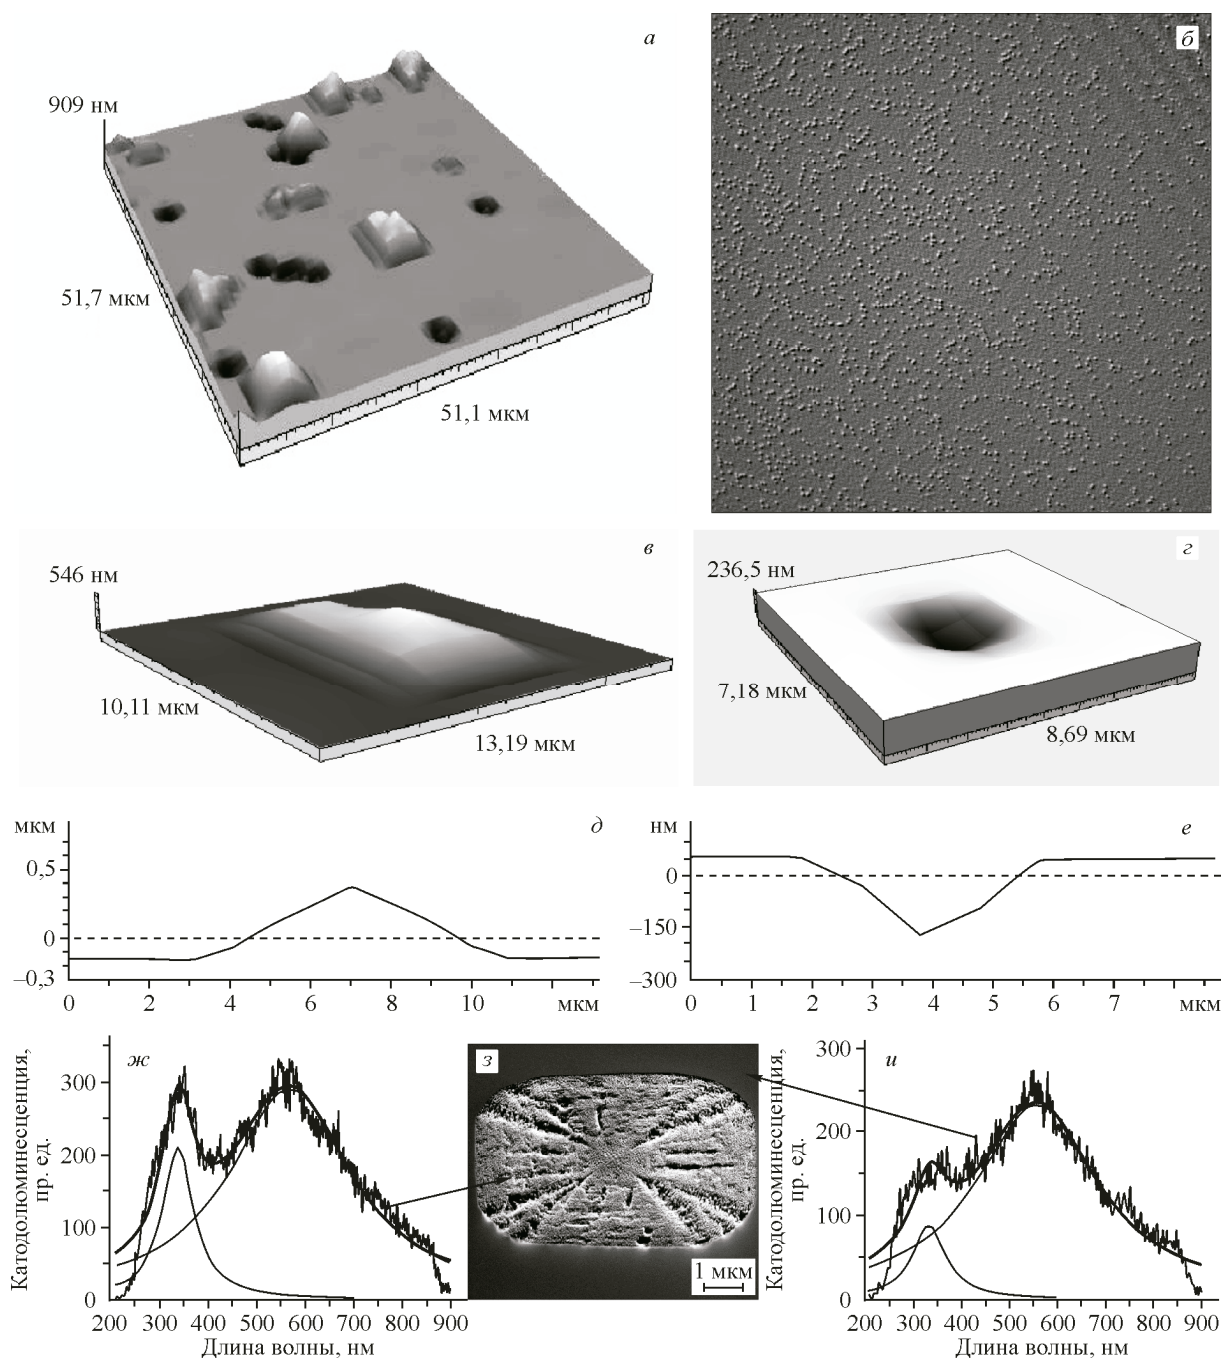 а
909 нм
51,7 мкм
51,1 мкм
б
в
546 нм
10,11 мкм
13,19 мкм
г
236,5 нм
7,18 мкм
8,69 мкм
мкм
д
0,5
0
–0,3
0 2 4 6 8 10 мкм
нм
е
0
–150
–300
0 1 2 3 4 5 6 7 мкм
Катодолюминесценция,
пр. ед.
ж
300
200
100
0
200 300 400 500 600 700 800 900
Длина волны, нм
з
1 мкм
Катодолюминесценция,
пр. ед.
и
300
250
200
150
100
50
0
200 300 400 500 600 700 800 900
Длина волны, нм